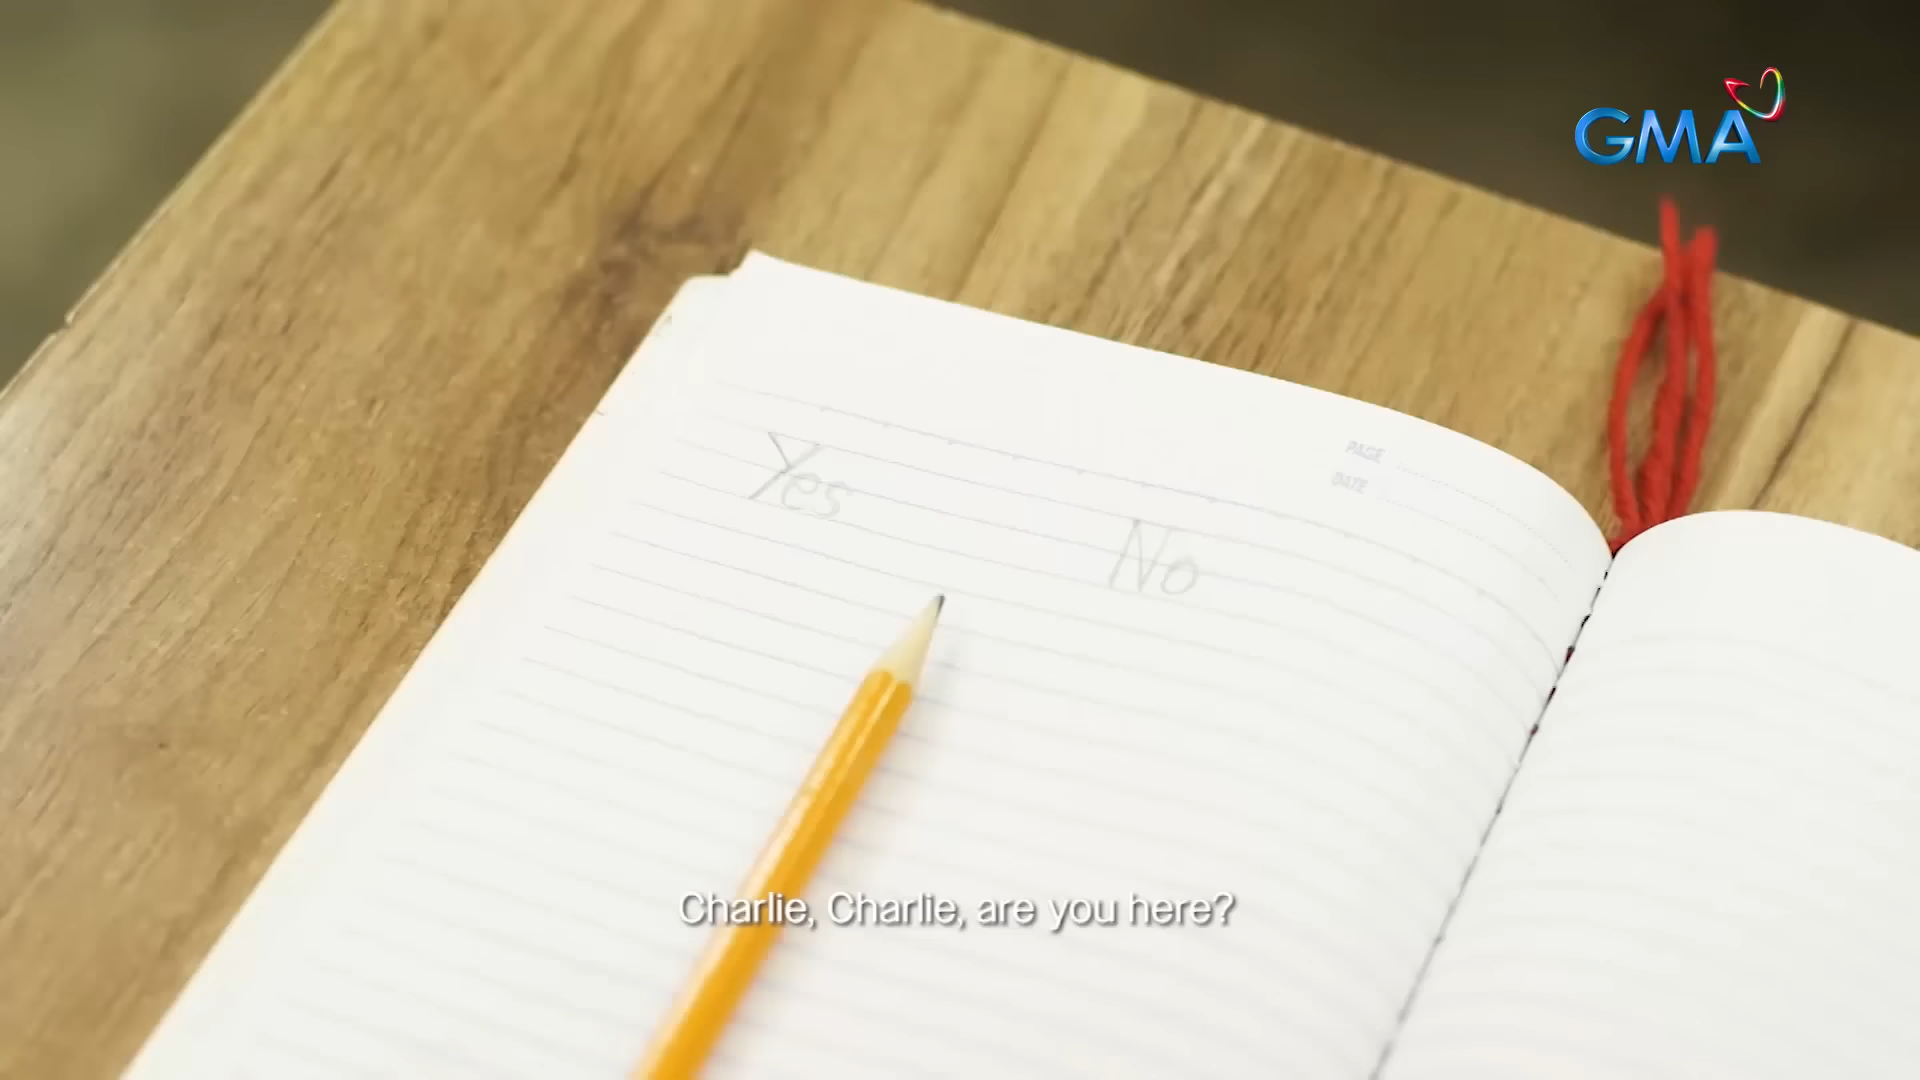 GMA
PAGE
DATE
Yes
No
Charlie, Charlie, are you here?